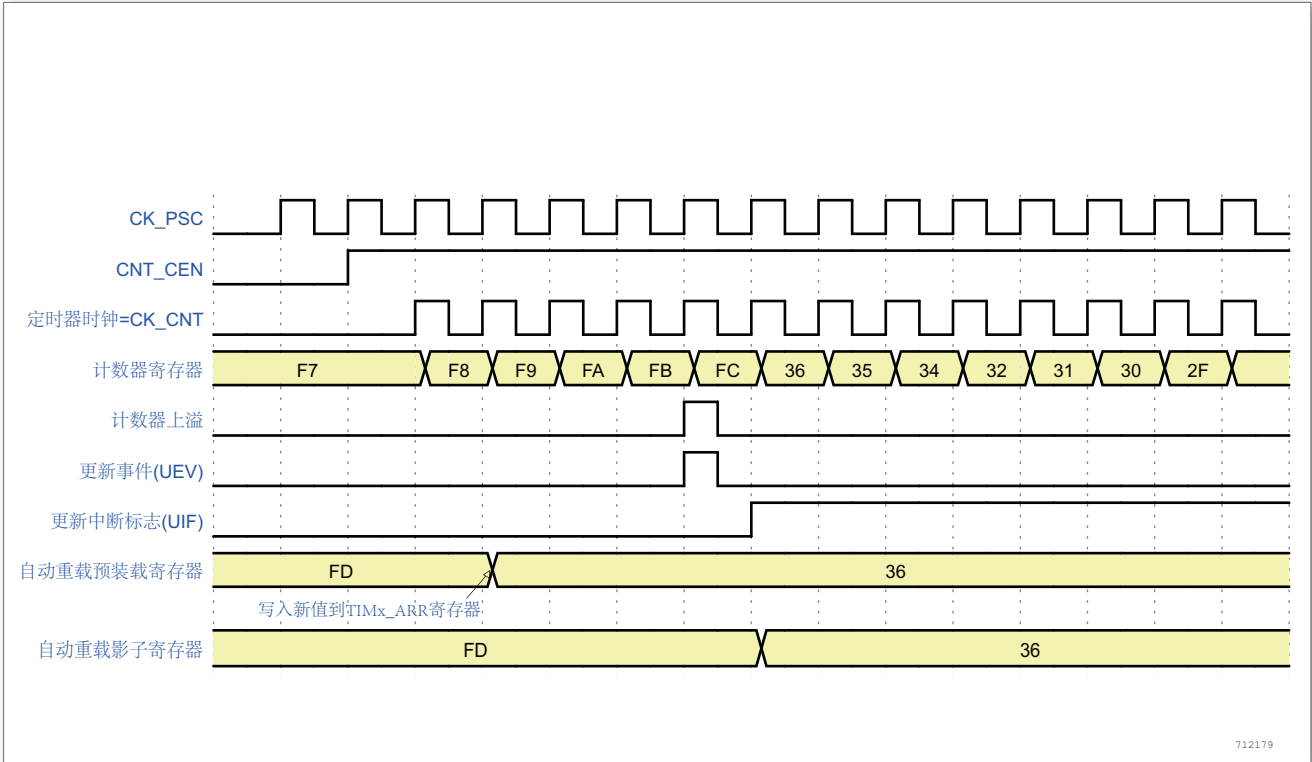 CK_PSC
CNT_CEN
定时器时钟=CK_CNT
计数器寄存器 F7 F8 F9 FA FB FC 36 35 34 32 31 30 2F
计数器上溢
更新事件(UEV)
更新中断标志(UIF)
自动重载预装载寄存器 FD 36
写入新值到TIMx_ARR寄存器
自动重载影子寄存器 FD 36
712179